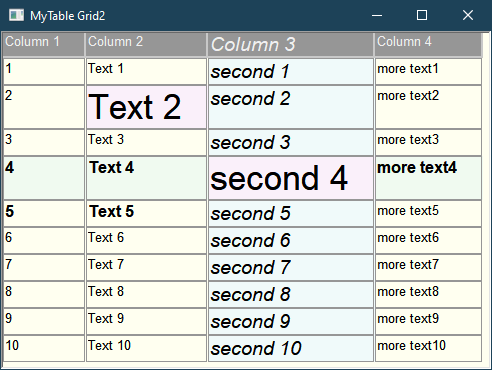 MyTable Grid2
Column 1 Column 2 Column 3 Column 4
1 Text 1 second 1 more text1
2 Text 2 second 2 more text2
3 Text 3 second 3 more text3
4 Text 4 second 4 more text4
5 Text 5 second 5 more text5
6 Text 6 second 6 more text6
7 Text 7 second 7 more text7
8 Text 8 second 8 more text8
9 Text 9 second 9 more text9
10 Text 10 second 10 more text10